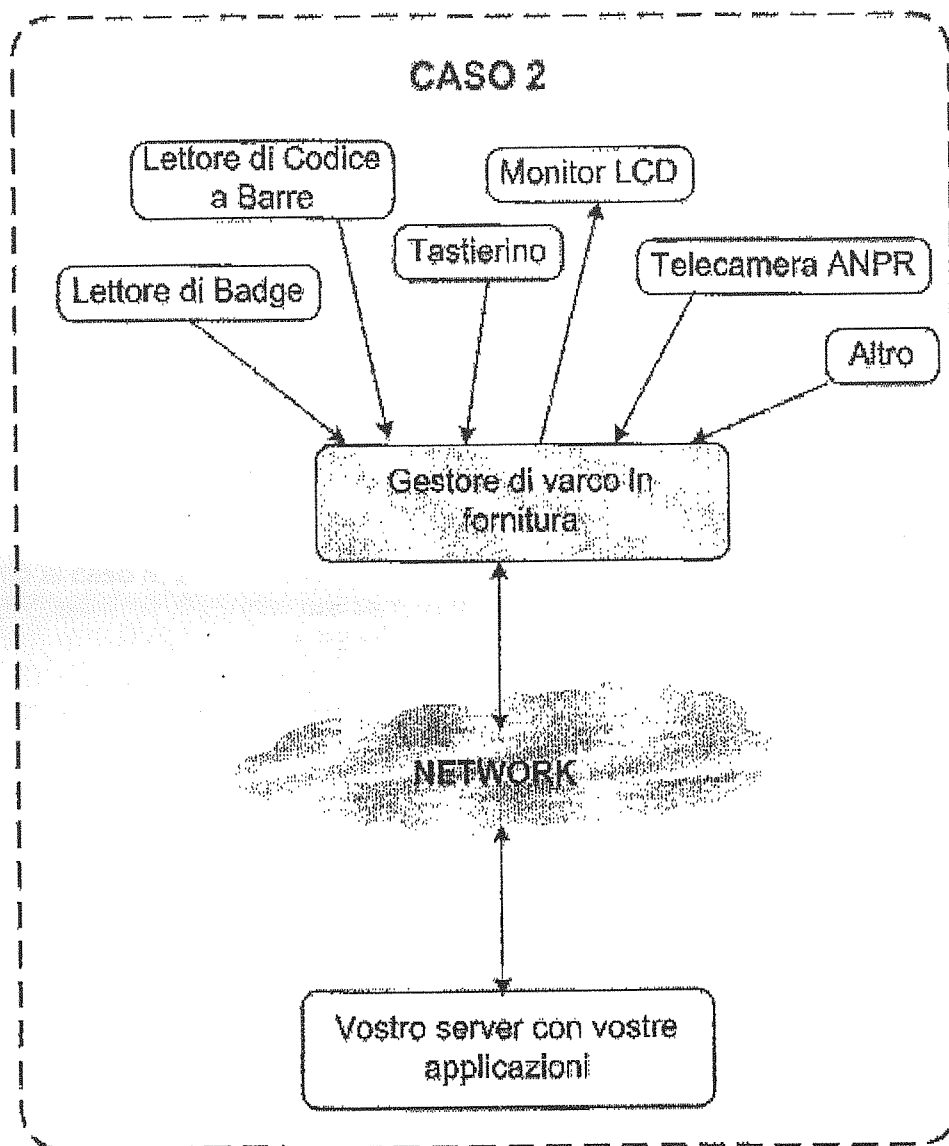 CASO 2
Lettore di Codice
a Barre
Monitor LCD
Tastierino
Telecamera ANPR
Lettore di Badge
Altro
Gestore di varco in
fornitura
NETWORK
Vostro server con vostre
applicazioni